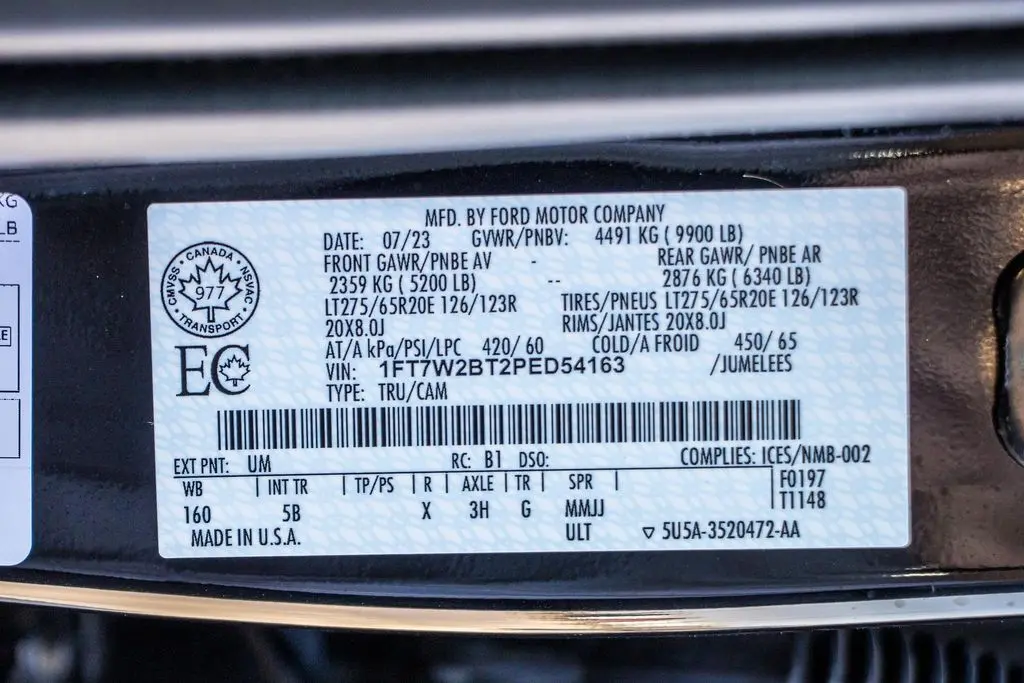 KG
LB
E
MFD. BY FORD MOTOR COMPANY
DATE: 07/23 GVWR/PNBV: 4491 KG ( 9900 LB)
FRONT GAWR/PNBE AV - REAR GAWR/ PNBE AR
2359 KG ( 5200 LB) -- 2876 KG ( 6340 LB)
LT275/65R20E 126/123R TIRES/PNEUS LT275/65R20E 126/123R
20X8.0J RIMS/JANTES 20X8.0J
AT/A kPa/PSI/LPC 420/ 60 COLD/A FROID 450/ 65
VIN: 1FT7W2BT2PED54163 /JUMELEES
TYPE: TRU/CAM
CANADA
CMVSS
NSVAC
977
TRANSPORT
EC
EXT PNT: UM RC: B1 DSO: COMPLIES: ICES/NMB-002
WB | INT TR | TP/PS | R | AXLE | TR | SPR | F0197
160 5B X 3H G MMJJ T1148
MADE IN U.S.A. ULT ▽ 5U5A-3520472-AA